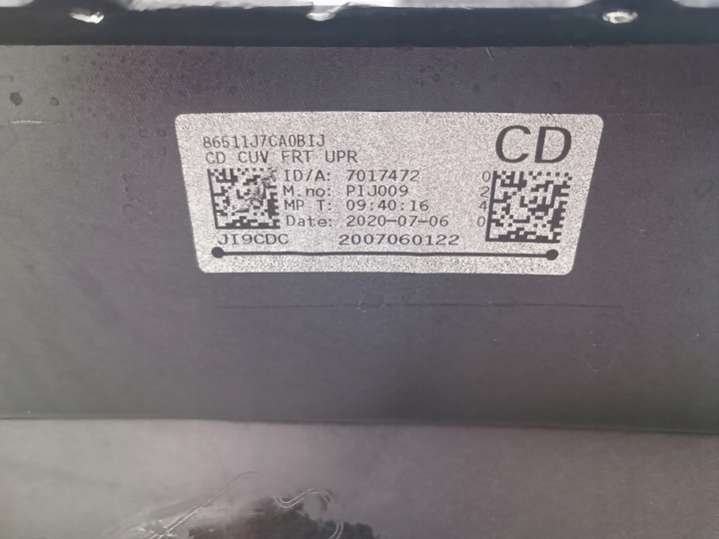 86511J7CA0BIJ
CD CUV FRT UPR
CD
ID/A: 7017472
M.no: PIJ009
MP T: 09:40:16
Date: 2020-07-06
0
2
4
0
JI9CDC 2007060122